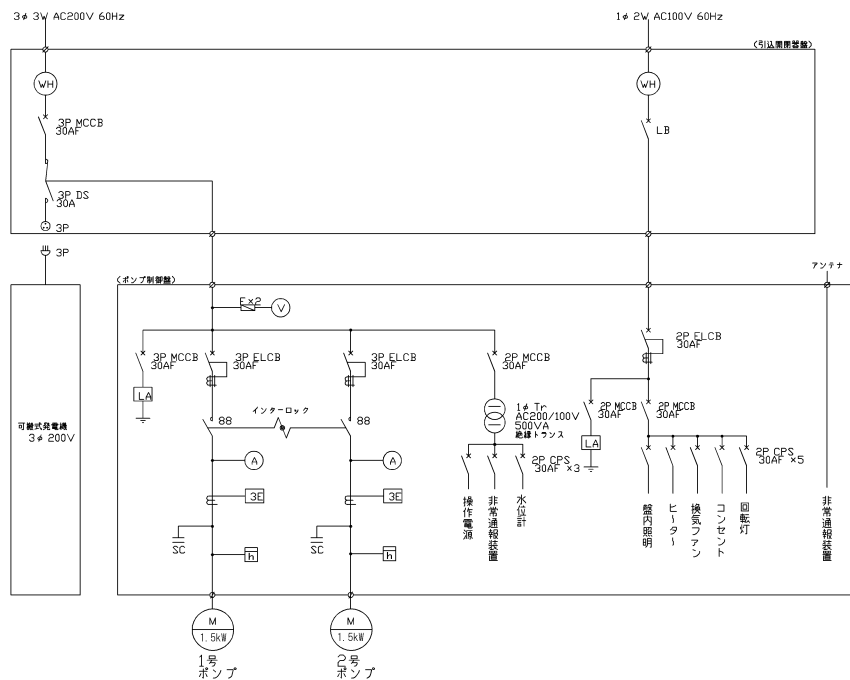 3φ 3W AC200V 60Hz
1φ 2W AC100V 60Hz
(引込開閉器盤)
WH
WH
3P MCCB
30AF
LB
3P DS
30A
3P
3P
アンテナ
(ポンプ制御盤)
E×2
V
2P ELCB
30AF
3P MCCB
30AF
3P ELCB
30AF
3P ELCB
30AF
2P MCCB
30AF
LA
1φ Tr
AC200/100V
500VA
絶縁トランス
2P MCCB
30AF
2P MCCB
30AF
インターロック
88
88
可搬式発電機
3φ 200V
LA
A
A
2P CPS
30AF ×3
2P CPS
30AF ×5
3E
3E
操作電源
非常通報装置
水位計
盤内照明
ヒーター
換気ファン
コンセント
回転灯
非常通報装置
SC
SC
h
h
M
1.5kW
M
1.5kW
1号
ポンプ
2号
ポンプ